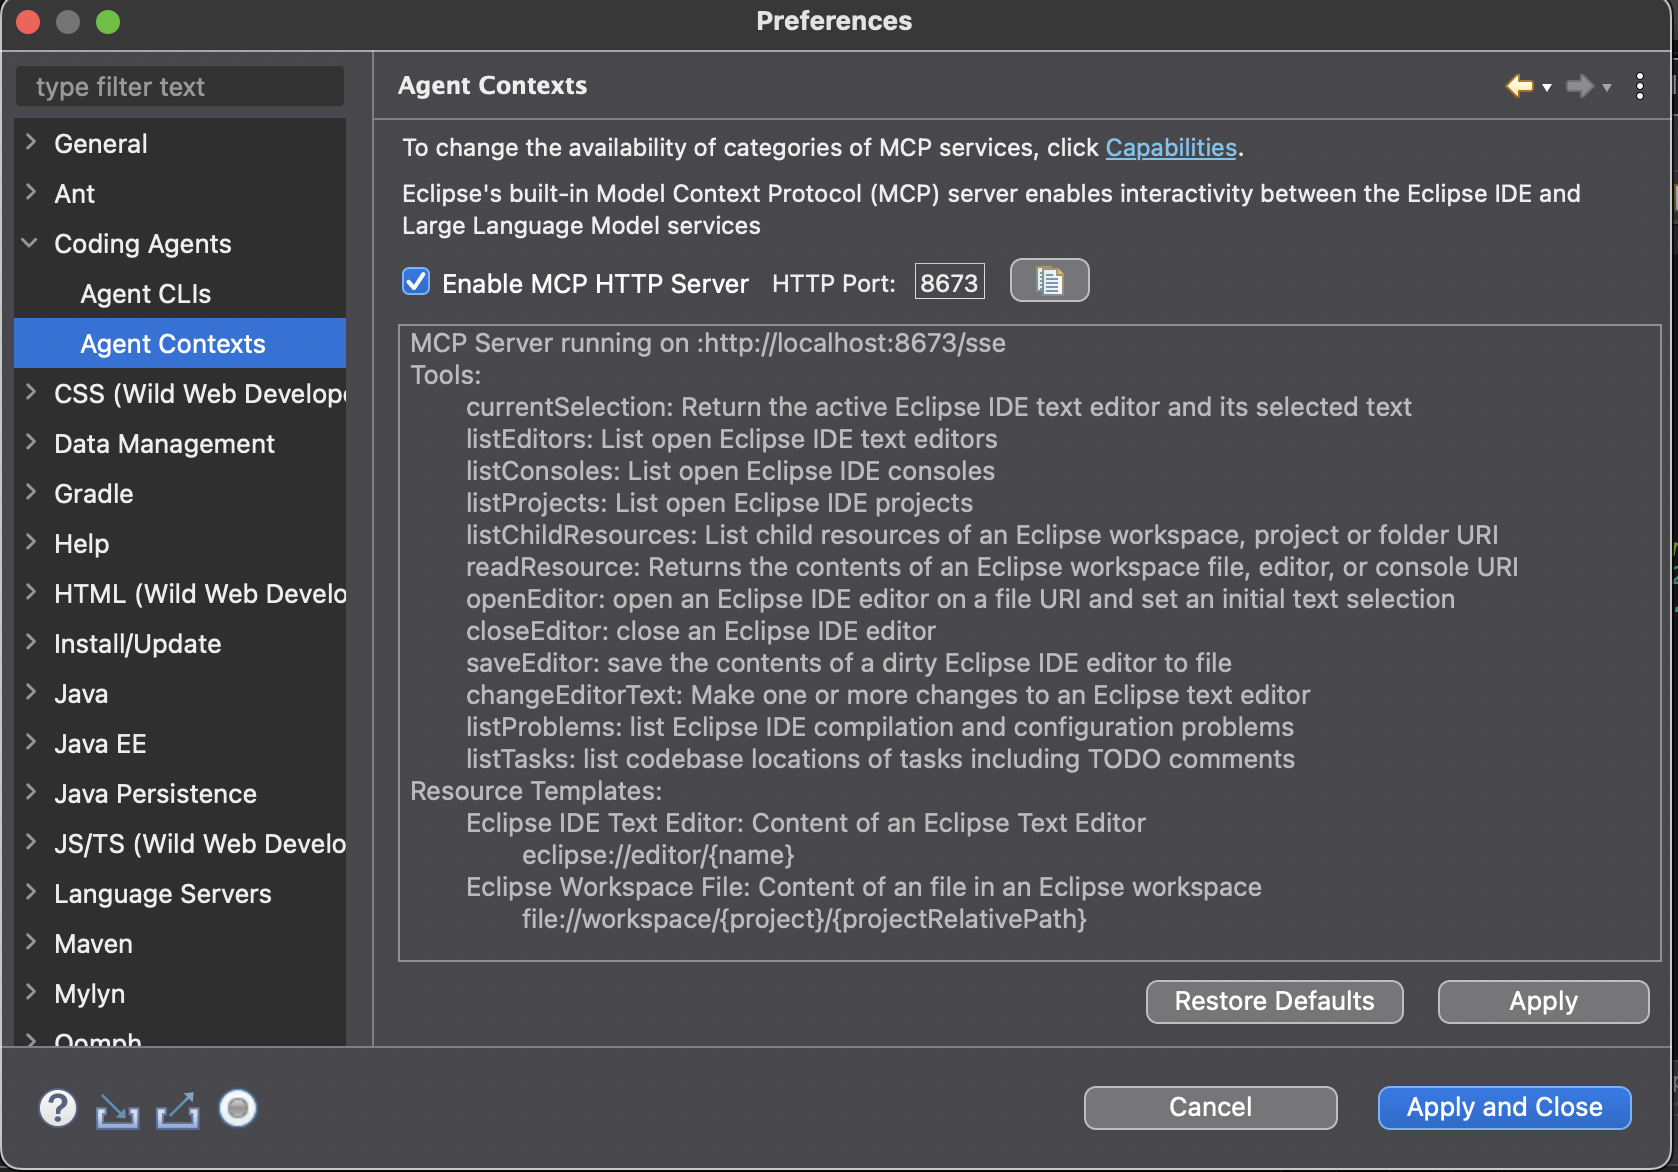 Preferences
type filter text
General
Ant
Coding Agents
Agent CLIs
Agent Contexts
CSS (Wild Web Develope
Data Management
Gradle
Help
HTML (Wild Web Develo
Install/Update
Java
Java EE
Java Persistence
JS/TS (Wild Web Develo
Language Servers
Maven
Mylyn
Oomph
Agent Contexts
To change the availability of categories of MCP services, click Capabilities.
Eclipse's built-in Model Context Protocol (MCP) server enables interactivity between the Eclipse IDE and
Large Language Model services
Enable MCP HTTP Server HTTP Port: 8673
MCP Server running on :http://localhost:8673/sse
Tools:
currentSelection: Return the active Eclipse IDE text editor and its selected text
listEditors: List open Eclipse IDE text editors
listConsoles: List open Eclipse IDE consoles
listProjects: List open Eclipse IDE projects
listChildResources: List child resources of an Eclipse workspace, project or folder URI
readResource: Returns the contents of an Eclipse workspace file, editor, or console URI
openEditor: open an Eclipse IDE editor on a file URI and set an initial text selection
closeEditor: close an Eclipse IDE editor
saveEditor: save the contents of a dirty Eclipse IDE editor to file
changeEditorText: Make one or more changes to an Eclipse text editor
listProblems: list Eclipse IDE compilation and configuration problems
listTasks: list codebase locations of tasks including TODO comments
Resource Templates:
Eclipse IDE Text Editor: Content of an Eclipse Text Editor
eclipse://editor/{name}
Eclipse Workspace File: Content of an file in an Eclipse workspace
file://workspace/{project}/{projectRelativePath}
Restore Defaults
Apply
Cancel
Apply and Close